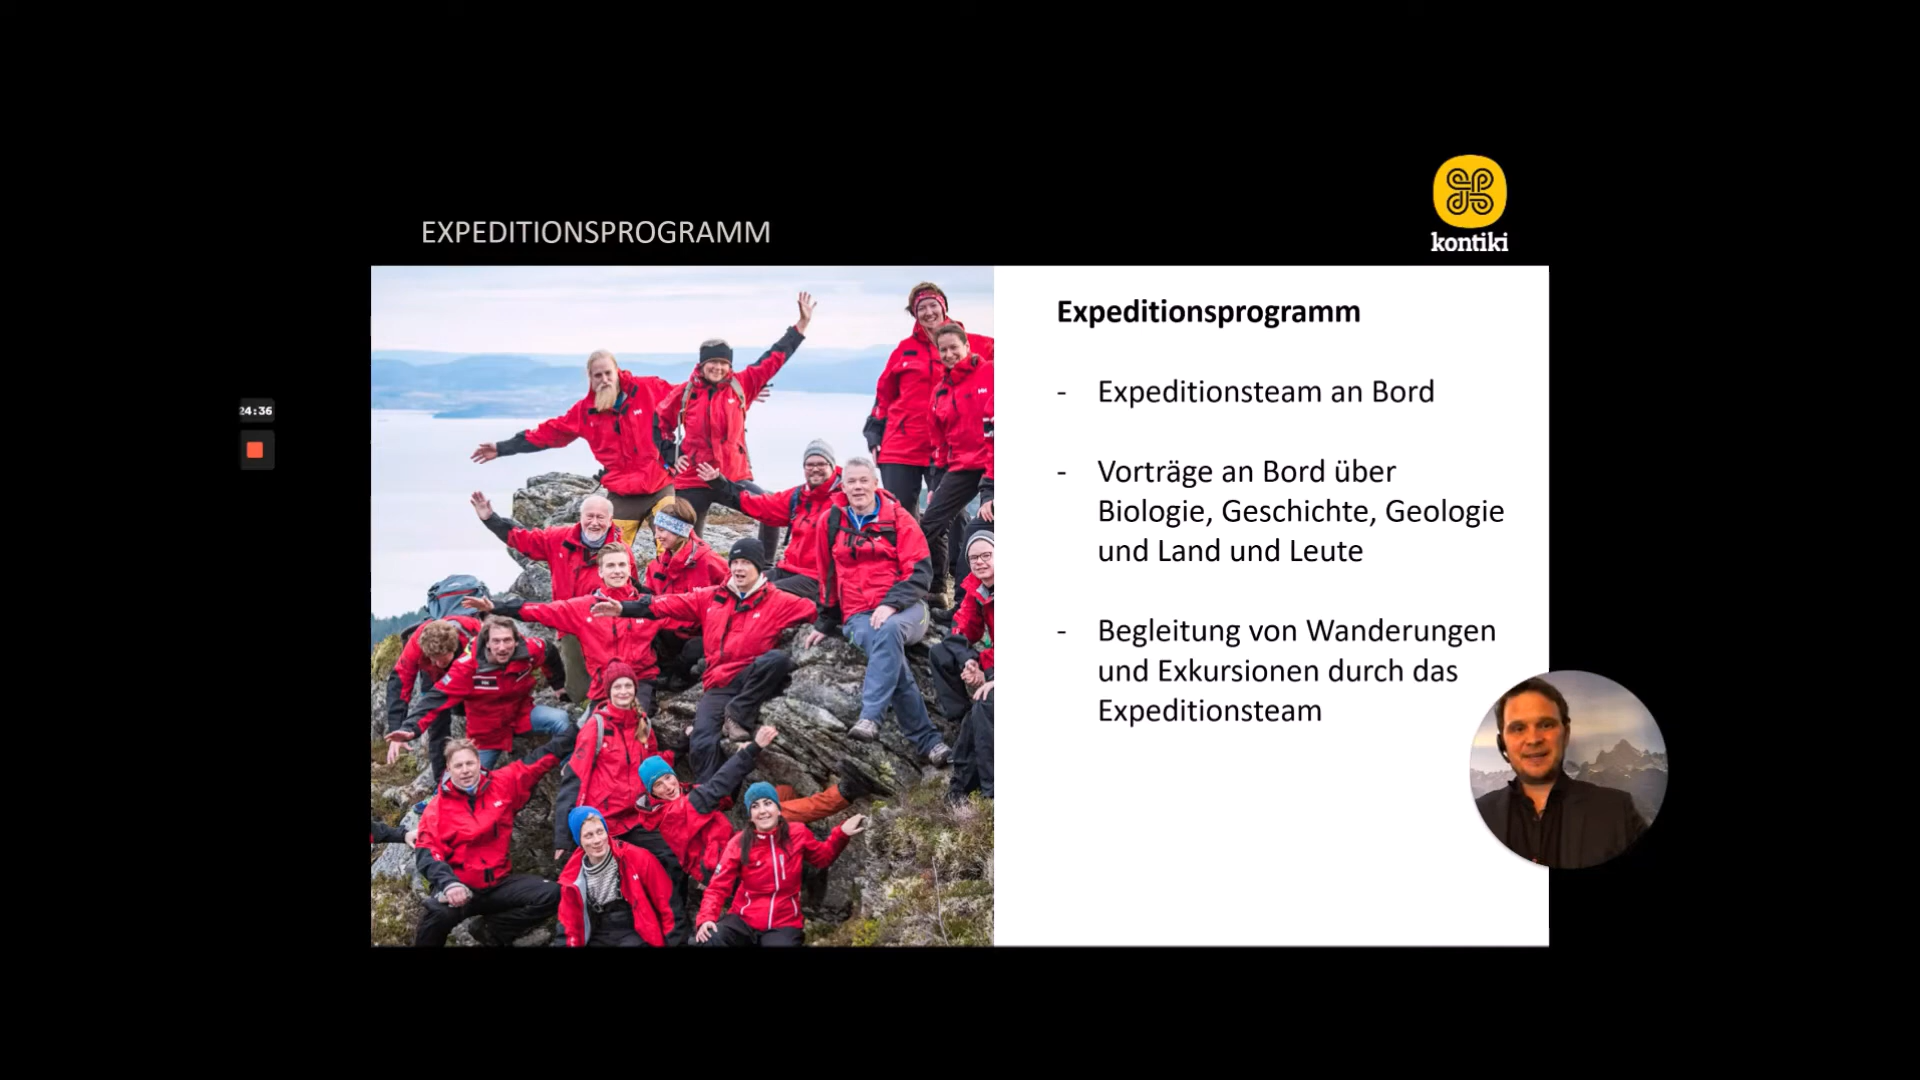 EXPEDITIONSPROGRAMM
kontiki
24:36
Expeditionsprogramm
- Expeditionsteam an Bord
- Vorträge an Bord über
Biologie, Geschichte, Geologie
und Land und Leute
- Begleitung von Wanderungen
und Exkursionen durch das
Expeditionsteam